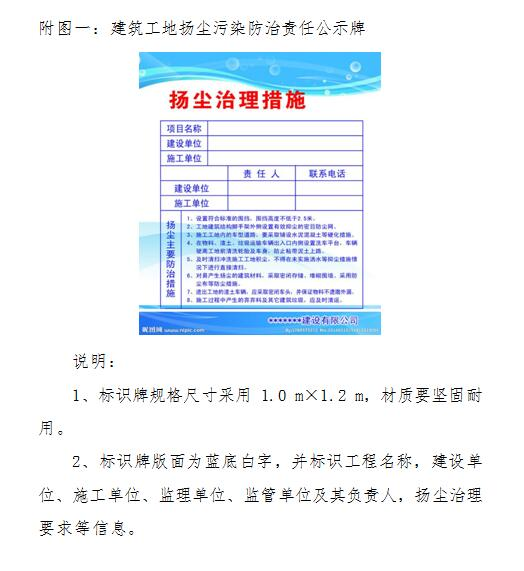 附图一：建筑工地扬尘污染防治责任公示牌
扬尘治理措施
项目名称
建设单位
施工单位
责任人 联系电话
建设单位
施工单位
扬尘主要防治措施
1、设置符合标准的围挡，围挡高度不低于2.5米。
2、工地建筑结构脚手架外侧设置有效抑尘的密目防尘网。
3、施工工地内的车型道路，要采取铺设水泥混凝土等硬化措施。
4、在物料、渣土、垃圾运输车辆出入口内侧设置洗车平台，车辆
驶离工地前清洗轮胎及车身，防止粘带泥土上路。
5、及时清扫冲洗施工工地积尘，不得在未实施洒水等抑尘措施情
况下进行直接清扫。
6、对易产生扬尘的建筑材料，采取密闭存储、堆砌围墙、采用防
尘布等防尘措施。
7、进出工地的渣土车辆，应采取密闭车头，并保证物料不遗撒外漏。
8、施工过程中产生的弃弃料及其它建筑垃圾，应及时清运。
*******建设有限公司
昵图网 www.nipic.com
说明：
1、标识牌规格尺寸采用 1.0 m×1.2 m，材质要坚固耐
用。
2、标识牌版面为蓝底白字，并标识工程名称，建设单
位、施工单位、监理单位、监管单位及其负责人，扬尘治理
要求等信息。